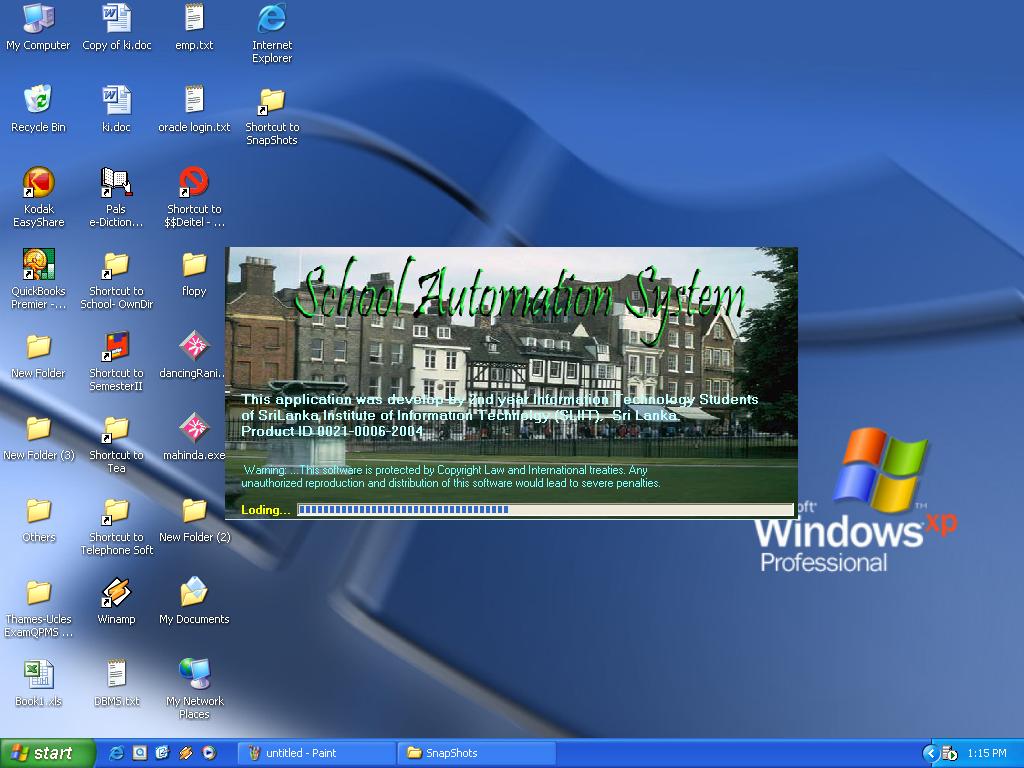 My Computer
Copy of ki.doc
emp.txt
Internet
Explorer
Recycle Bin
ki.doc
oracle login.txt
Shortcut to
SnapShots
Kodak
EasyShare
Pals
e-Diction...
Shortcut to
$$Deitel - ...
QuickBooks
Premier -...
Shortcut to
School- OwnDir
flopy
New Folder
Shortcut to
SemesterII
dancingRani...
New Folder (3)
Shortcut to
Tea
mahinda.exe
Others
Shortcut to
Telephone Soft
New Folder (2)
Thames-Ucles
ExamQPMS ...
Winamp
My Documents
Book1.xls
DBMS.txt
My Network
Places
School Automation System
This application was develop by 2nd year Information Technology Students
of SriLanka Institute of Information Technolgy (SLIIT), Sri Lanka.
Product ID 0021-0006-2004
Warning: ...This software is protected by Copyright Law and International treaties. Any
unauthorized reproduction and distribution of this software would lead to severe penalties.
Loding...
oft®
Windows xp
TM
Professional
start
untitled - Paint
SnapShots
1:15 PM